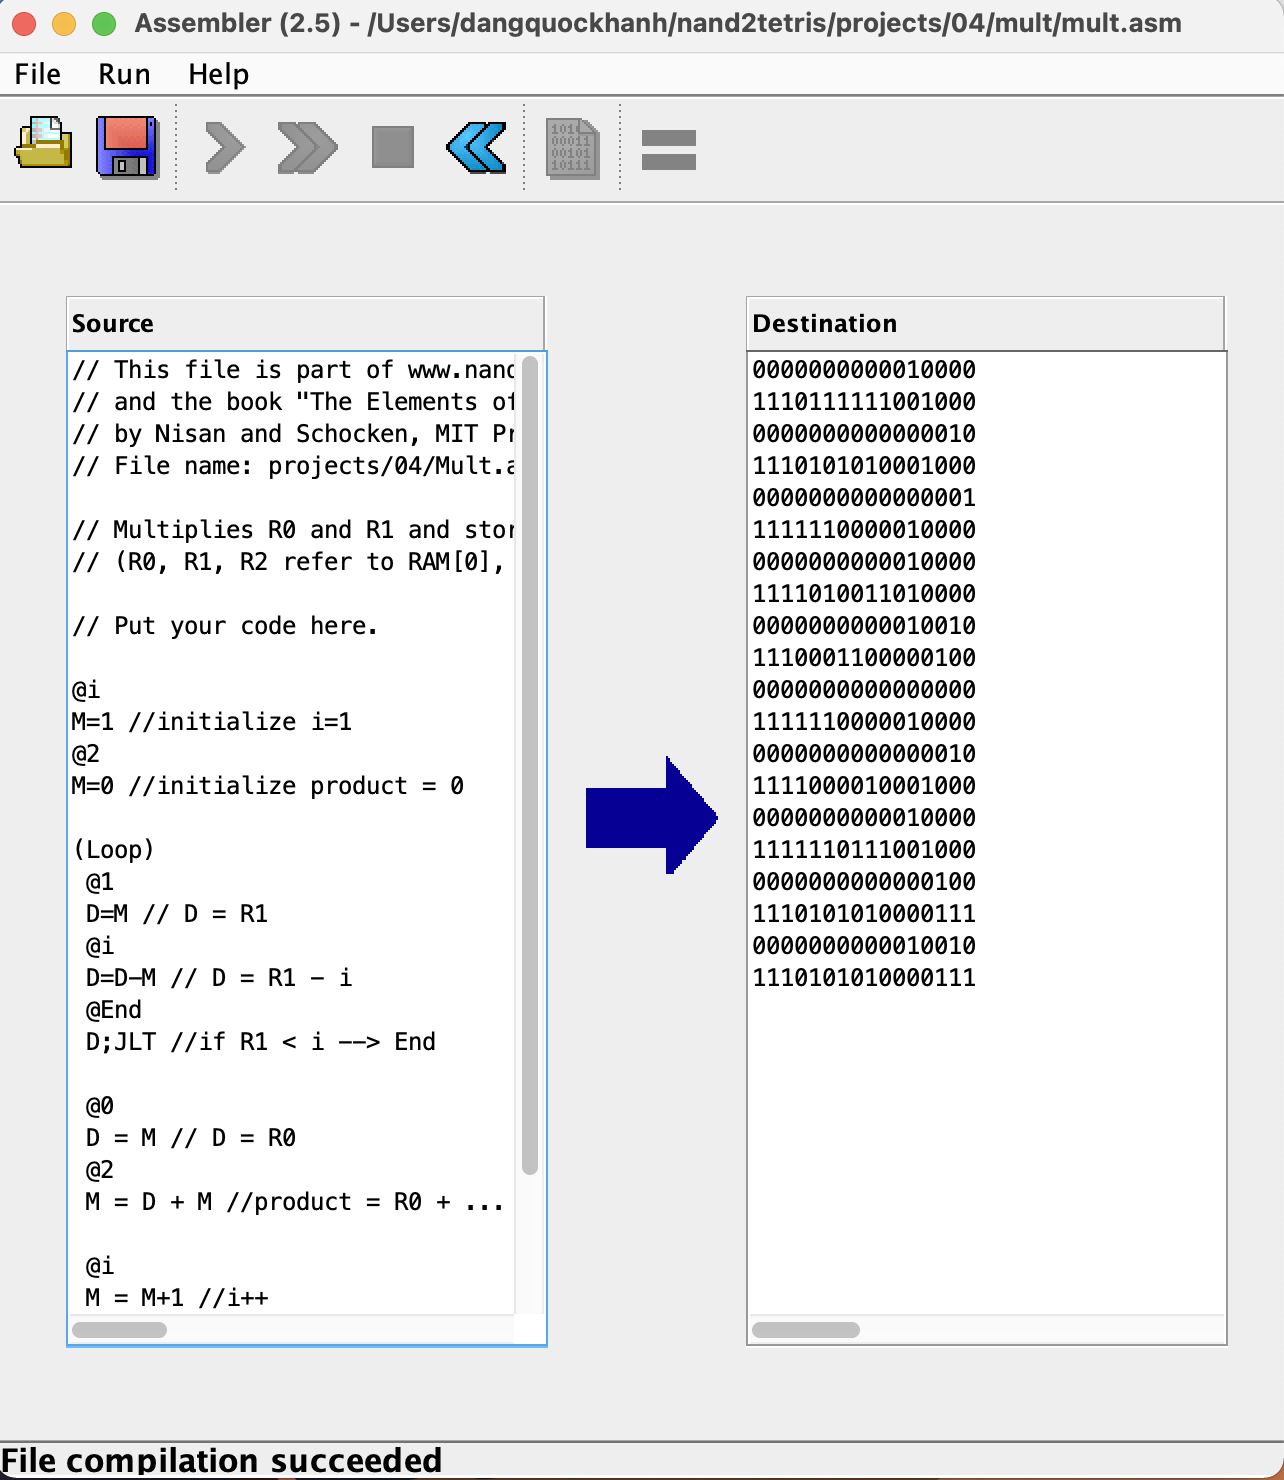 Assembler (2.5) - /Users/dangquockhanh/nand2tetris/projects/04/mult/mult.asm
File Run Help
Source
// This file is part of www.nand
// and the book "The Elements of
// by Nisan and Schocken, MIT Pr
// File name: projects/04/Mult.a
// Multiplies R0 and R1 and stor
// (R0, R1, R2 refer to RAM[0],
// Put your code here.
@i
M=1 //initialize i=1
@2
M=0 //initialize product = 0
(Loop)
@1
D=M // D = R1
@i
D=D-M // D = R1 - i
@End
D;JLT //if R1 < i --> End
@0
D = M // D = R0
@2
M = D + M //product = R0 + ...
@i
M = M+1 //i++
Destination
0000000000010000
1110111111001000
0000000000000010
1110101010001000
0000000000000001
1111110000010000
0000000000010000
1111010011010000
0000000000010010
1110001100000100
0000000000000000
1111110000010000
0000000000000010
1111000010001000
0000000000010000
1111110111001000
0000000000000100
1110101010000111
0000000000010010
1110101010000111
File compilation succeeded